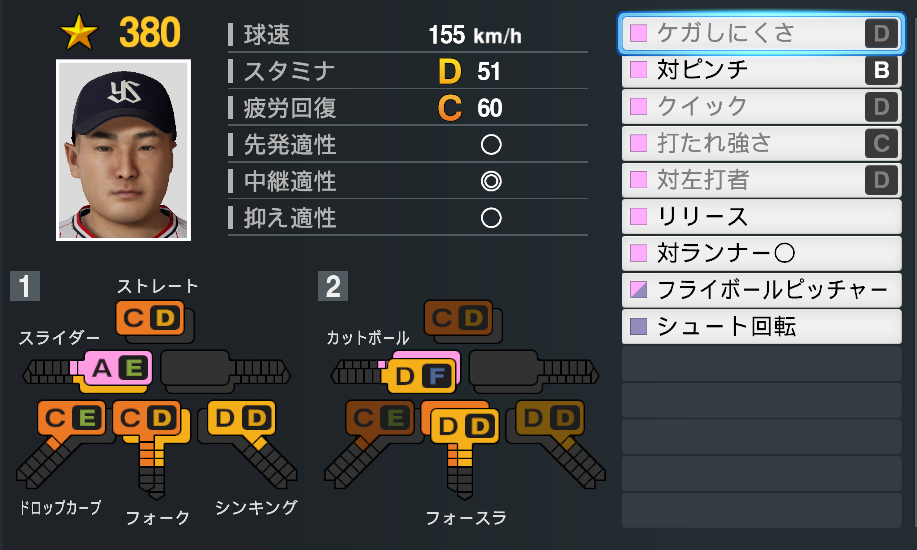 ★ 380
YS
球速 155 km/h
スタミナ D 51
疲労回復 C 60
先発適性 ○
中継適性 ◎
抑え適性 ○
ケガしにくさ D
対ピンチ B
クイック D
打たれ強さ C
対左打者 D
リリース
対ランナー○
フライボールピッチャー
シュート回転
1
ストレート
C D
スライダー
A E
C E
C D
D D
ドロップカーブ
フォーク
シンキング
2
C D
カットボール
D F
C E
D D
D D
フォースラ